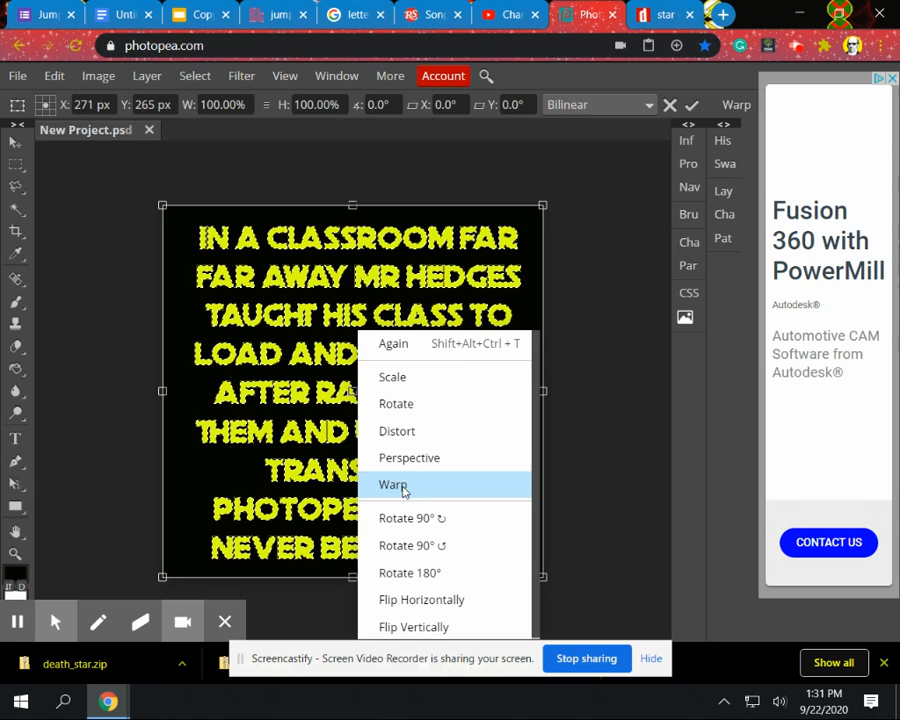 Jump
Unti
Copy
jump
lette
Song
Chan
Phot
star
photopea.com
File Edit Image Layer Select Filter View Window More Account
X: 271 px Y: 265 px W: 100.00% H: 100.00% 0.0° X: 0.0° Y: 0.0° Bilinear Warp
New Project.psd
Inf His
Pro Swa
Nav Lay
Bru Cha
Cha Pat
Par
CSS
IN A CLASSROOM FAR
FAR AWAY MR HEDGES
TAUGHT HIS CLASS TO
LOAD AND
AFTER RA
THEM AND
TRANS
PHOTOPE
NEVER BE
Again Shift+Alt+Ctrl + T
Scale
Rotate
Distort
Perspective
Warp
Rotate 90° ↻
Rotate 90° ↺
Rotate 180°
Flip Horizontally
Flip Vertically
Fusion
360 with
PowerMill
Autodesk®
Automotive CAM
Software from
Autodesk®
CONTACT US
death_star.zip
Screencastify - Screen Video Recorder is sharing your screen. Stop sharing Hide
Show all
1:31 PM
9/22/2020